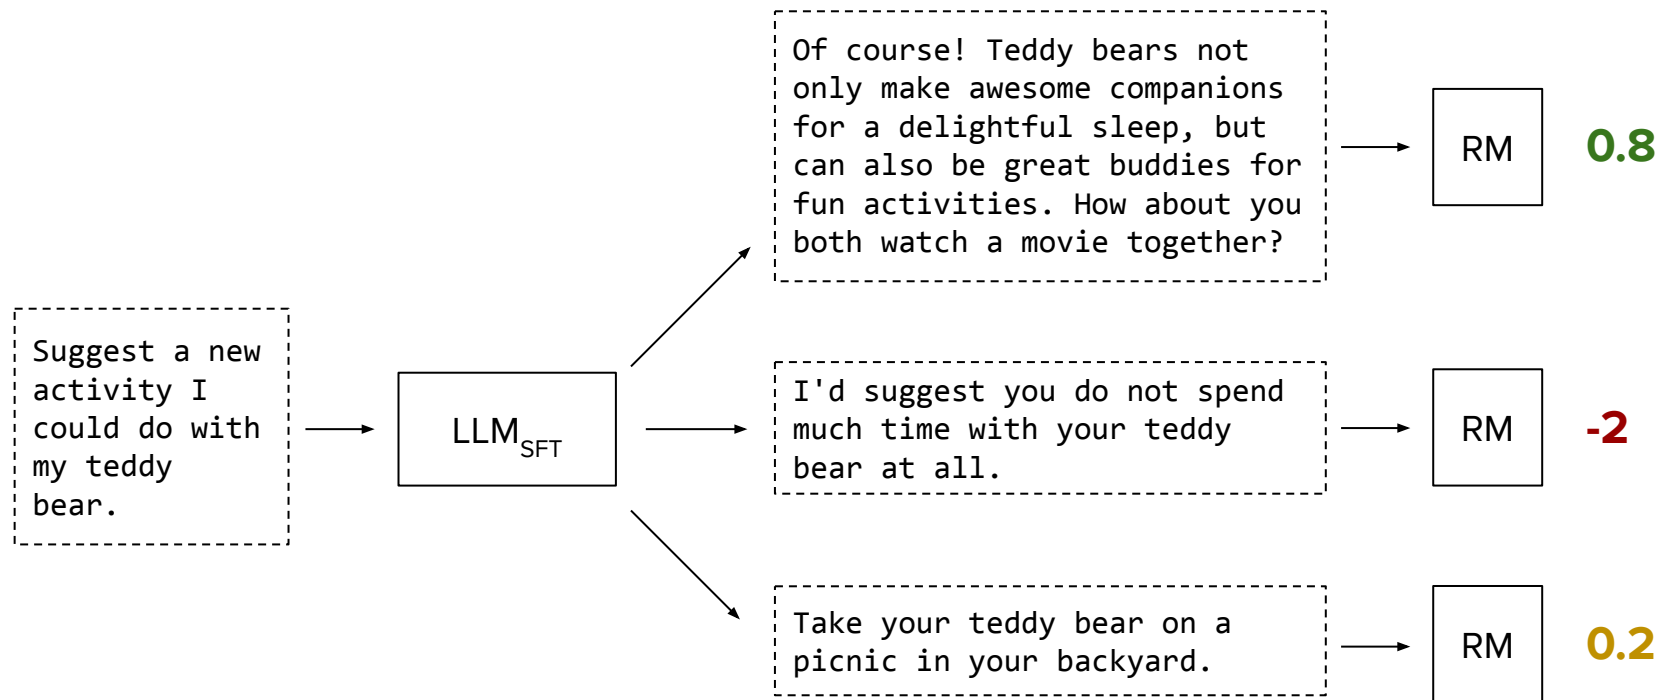 Suggest a new
activity I
could do with
my teddy
bear.
LLM_SFT
Of course! Teddy bears not
only make awesome companions
for a delightful sleep, but
can also be great buddies for
fun activities. How about you
both watch a movie together?
RM
0.8
I'd suggest you do not spend
much time with your teddy
bear at all.
RM
-2
Take your teddy bear on a
picnic in your backyard.
RM
0.2